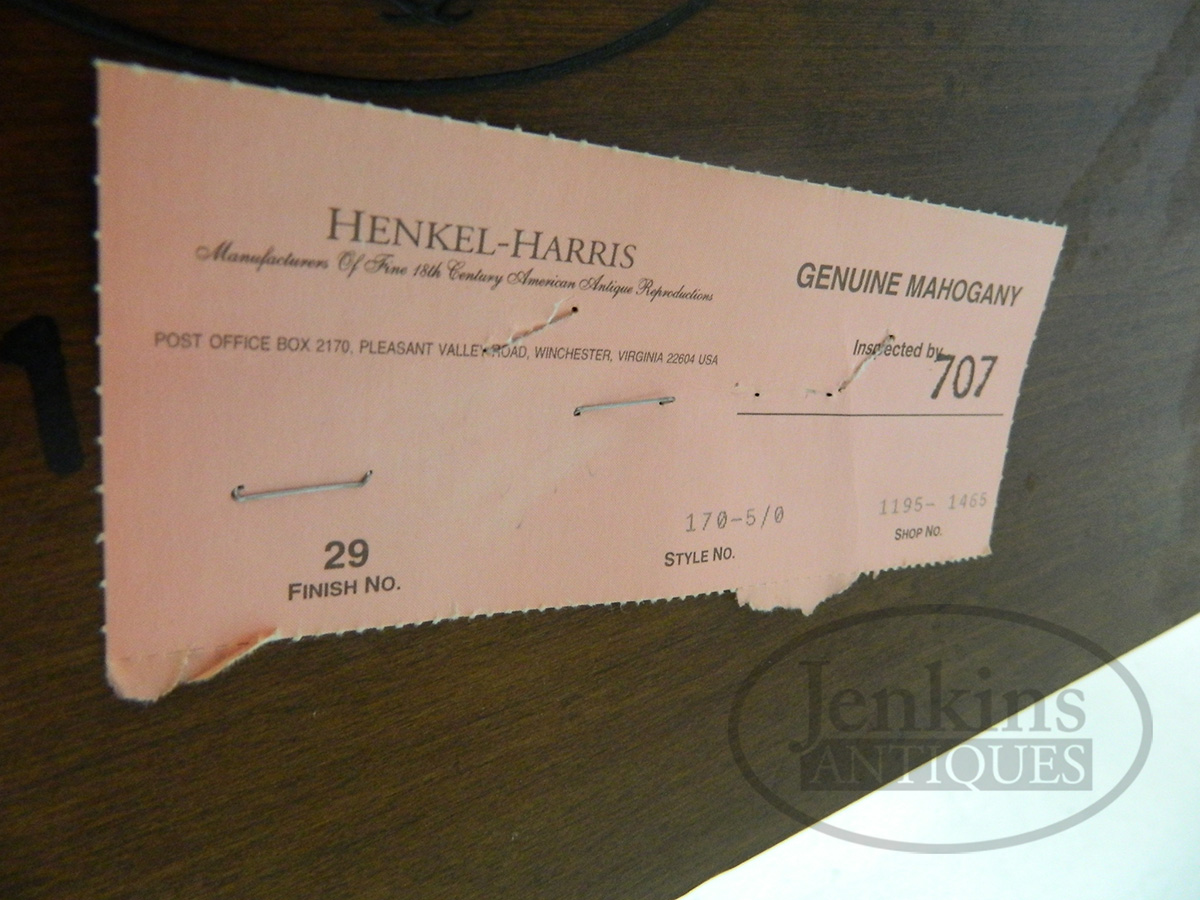 HENKEL-HARRIS
Manufacturers Of Fine 18th Century American Antique Reproductions
POST OFFICE BOX 2170, PLEASANT VALLEY ROAD, WINCHESTER, VIRGINIA 22604 USA
GENUINE MAHOGANY
Inspected by
707
29
FINISH NO.
170-5/0
STYLE NO.
1195- 1465
SHOP NO.
1
Jenkins
ANTIQUES